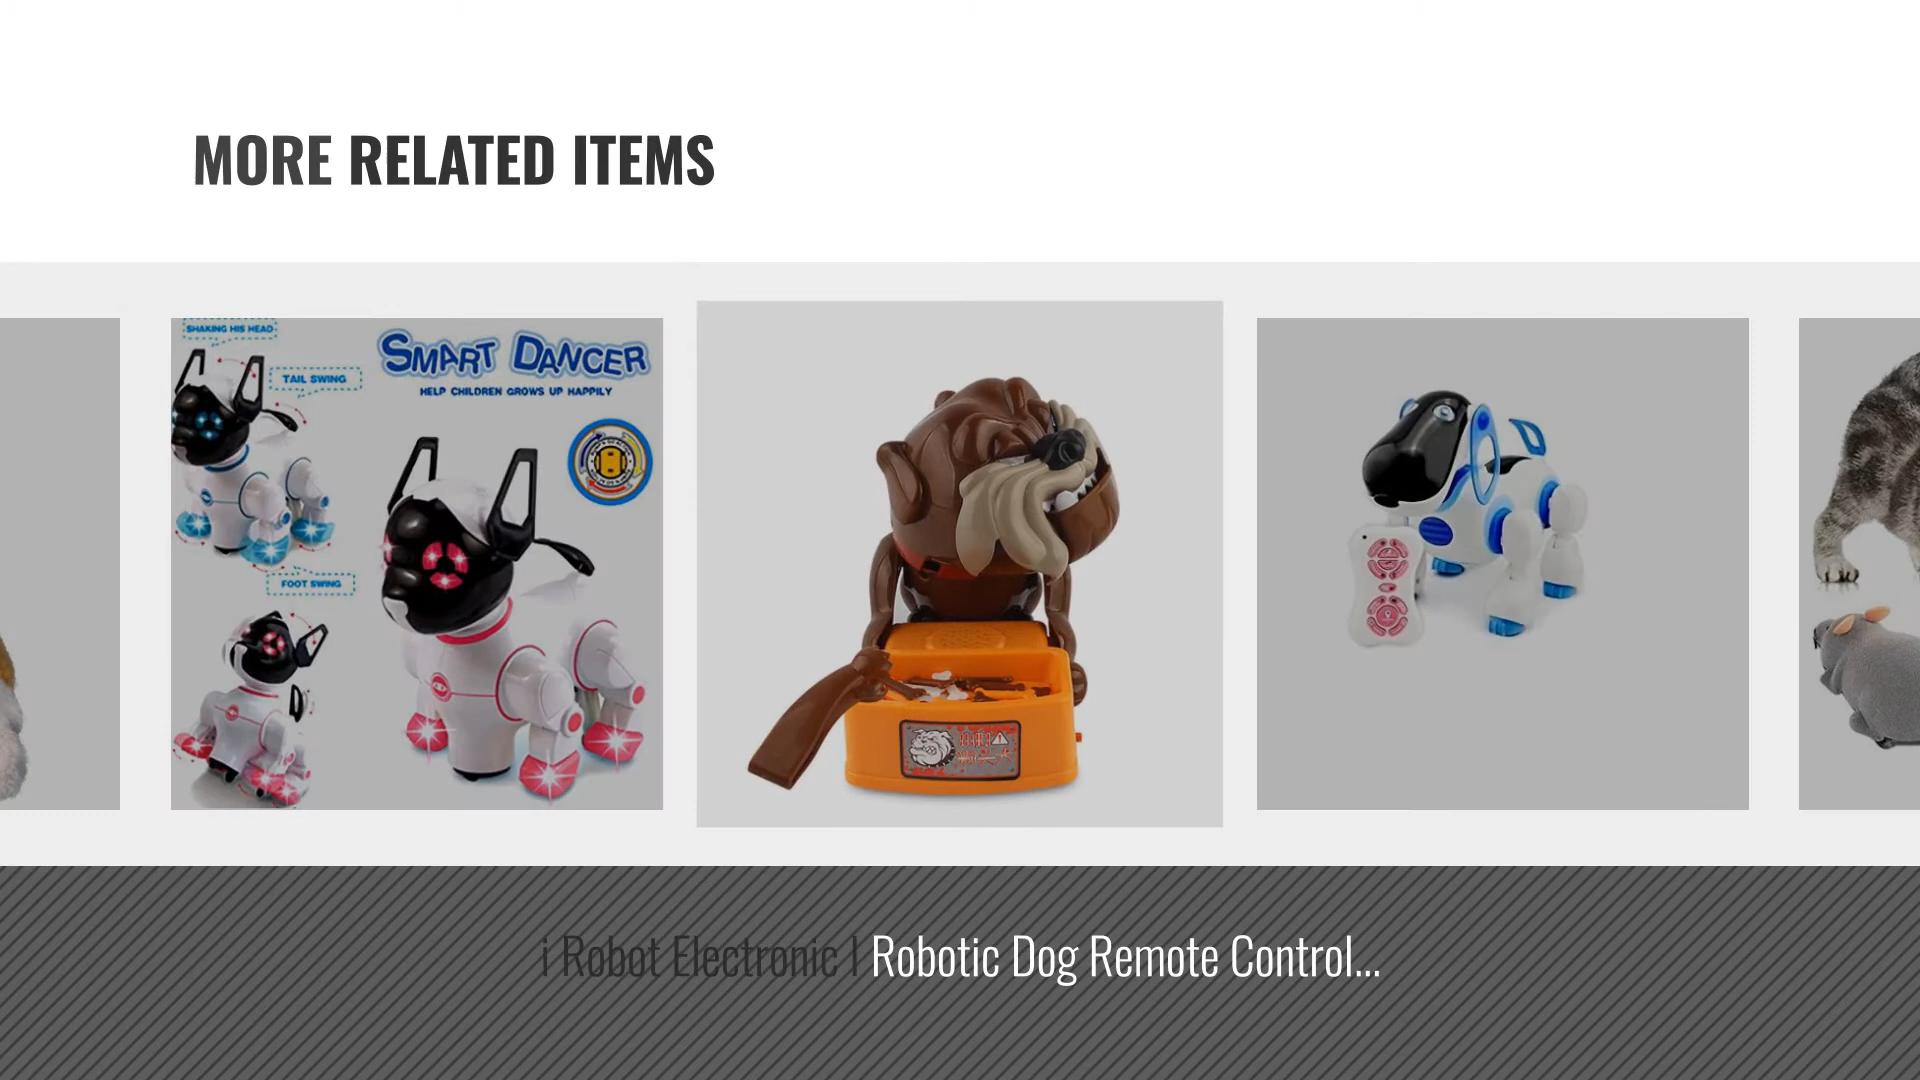 MORE RELATED ITEMS
SHAKING HIS HEAD
SMART DANCER
TAIL SWING
HELP CHILDREN GROWS UP HAPPILY
FOOT SWING
i Robot Electronic | Robotic Dog Remote Control...